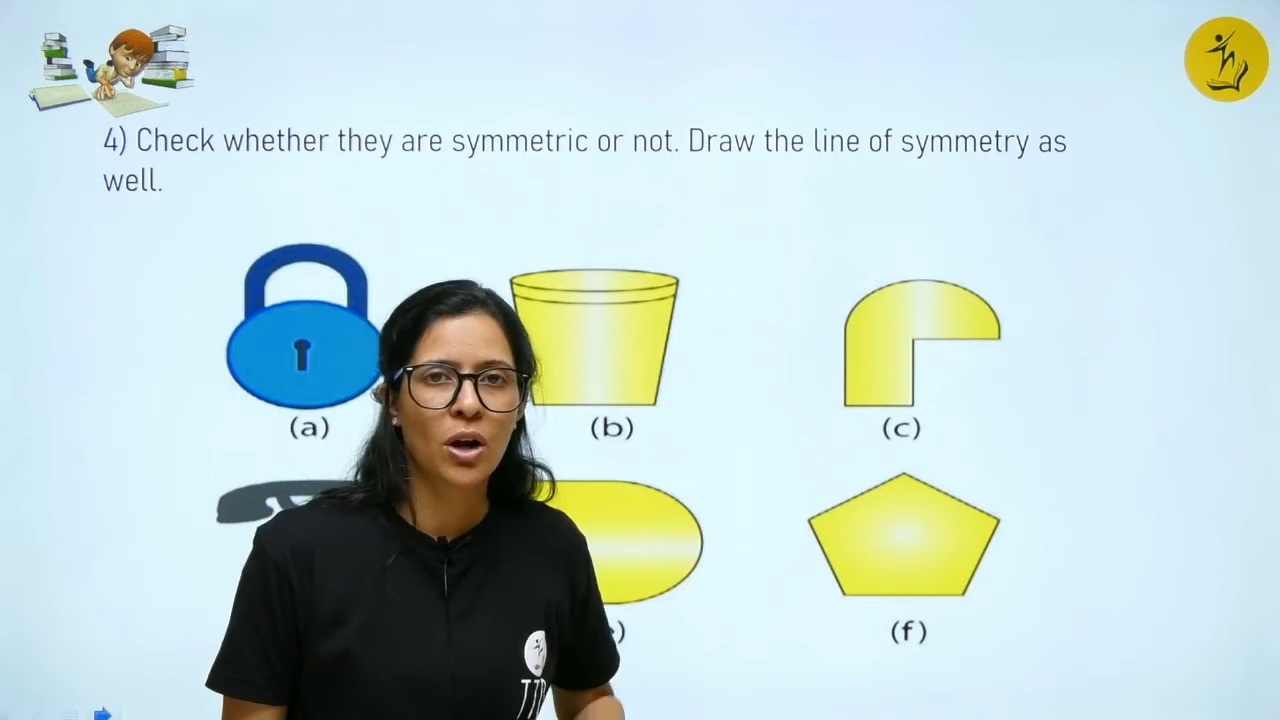 4) Check whether they are symmetric or not. Draw the line of symmetry as
well.
(a)
(b)
(c)
(f)